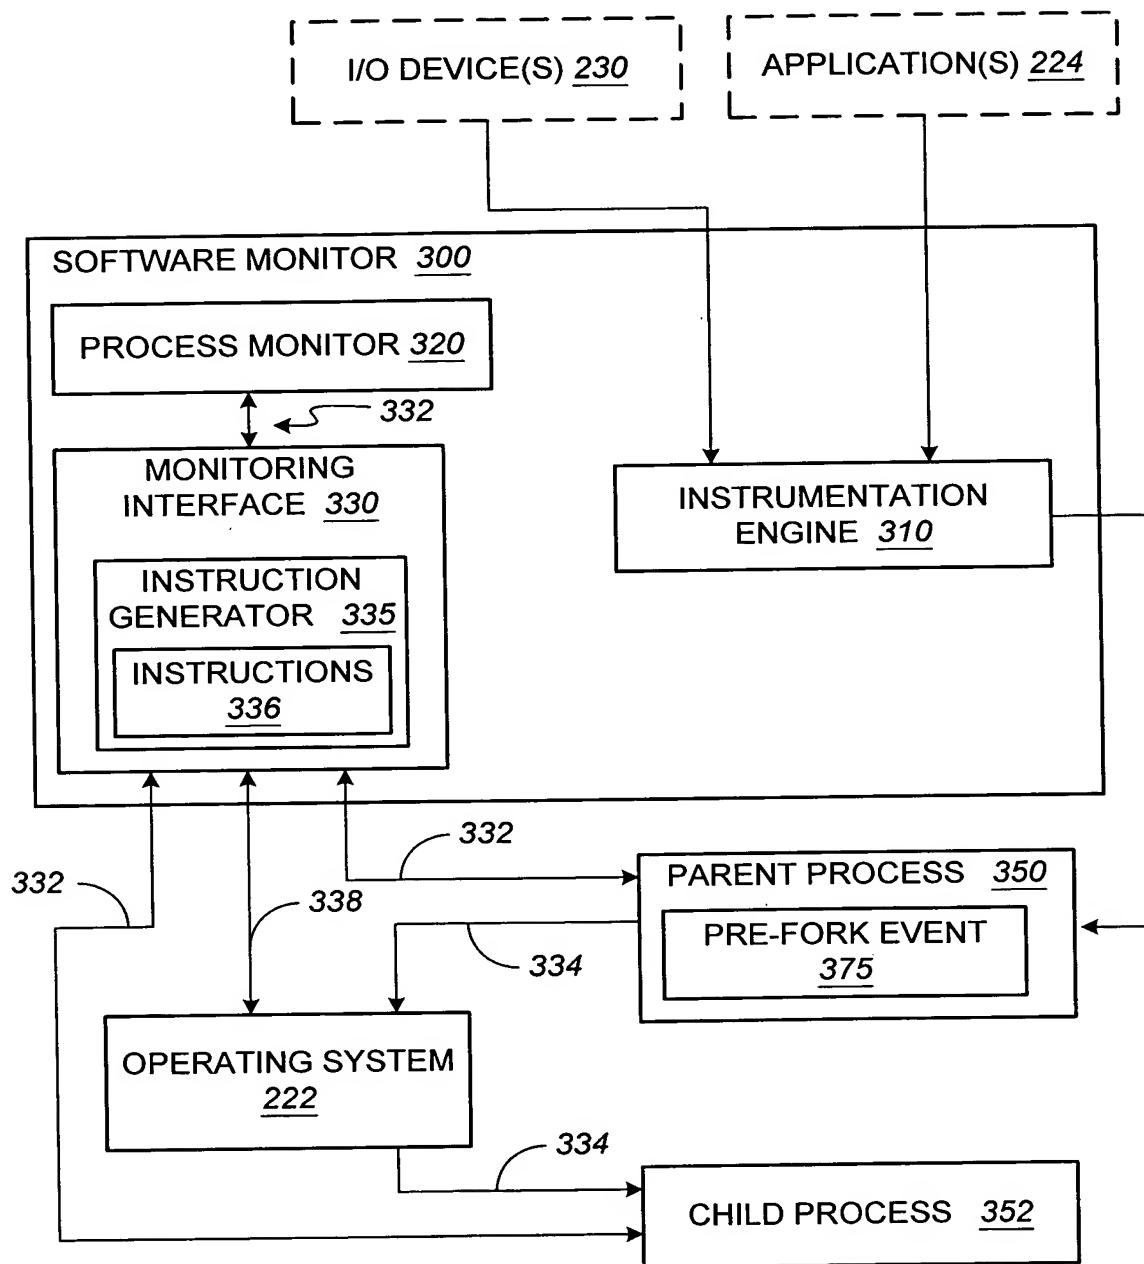 I/O DEVICE(S) 230
APPLICATION(S) 224
SOFTWARE MONITOR 300
PROCESS MONITOR 320
332
MONITORING
INTERFACE 330
INSTRUMENTATION
ENGINE 310
INSTRUCTION
GENERATOR 335
INSTRUCTIONS
336
332
332
338
PARENT PROCESS 350
PRE-FORK EVENT
375
334
OPERATING SYSTEM
222
334
CHILD PROCESS 352